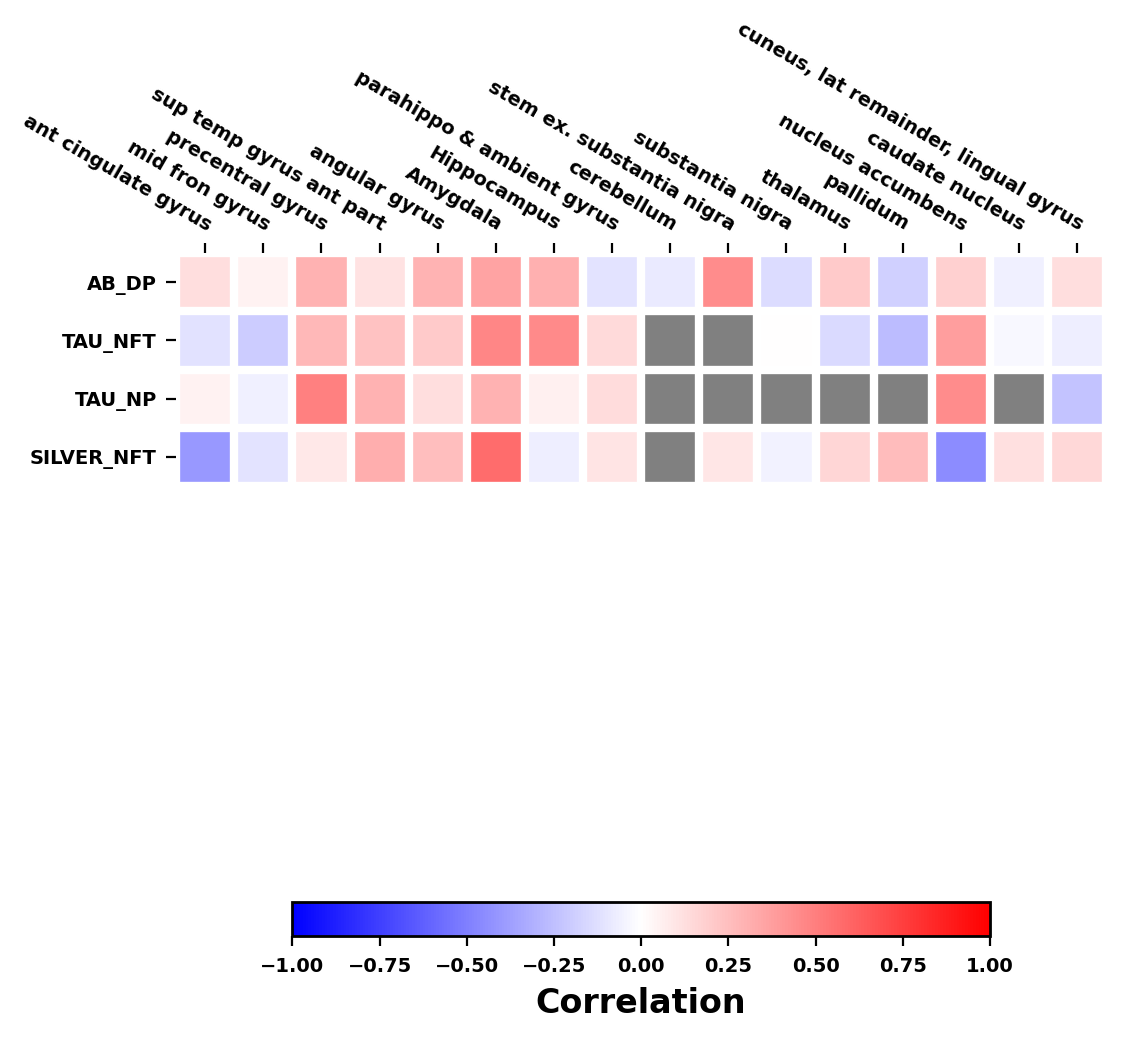 ant cingulate gyrus
mid fron gyrus
precentral gyrus
sup temp gyrus ant part
angular gyrus
Amygdala
Hippocampus
parahippo & ambient gyrus
cerebellum
stem ex. substantia nigra
substantia nigra
thalamus
pallidum
nucleus accumbens
caudate nucleus
cuneus, lat remainder, lingual gyrus
AB_DP
TAU_NFT
TAU_NP
SILVER_NFT
−1.00 −0.75 −0.50 −0.25 0.00 0.25 0.50 0.75 1.00
Correlation